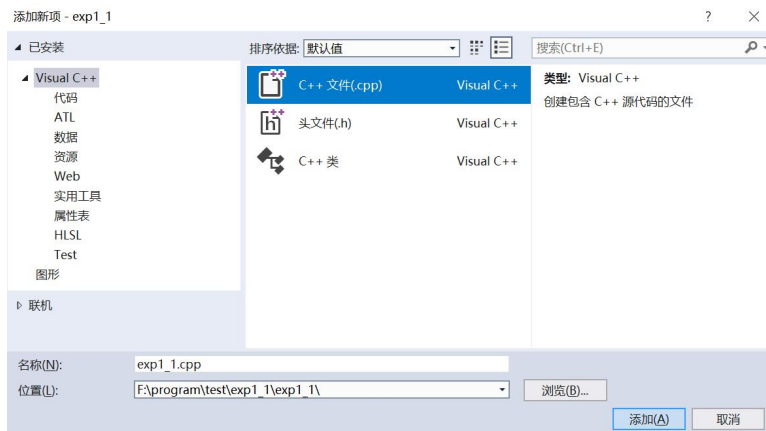 添加新项 - exp1_1
? ×
已安装
排序依据: 默认值
搜索(Ctrl+E)
Visual C++
代码
ATL
数据
资源
Web
实用工具
属性表
HLSL
Test
图形
联机
C++ 文件(.cpp) Visual C++
头文件(.h) Visual C++
C++ 类 Visual C++
类型: Visual C++
创建包含 C++ 源代码的文件
名称(N): exp1_1.cpp
位置(L): F:\program\test\exp1_1\exp1_1\
浏览(B)...
添加(A) 取消